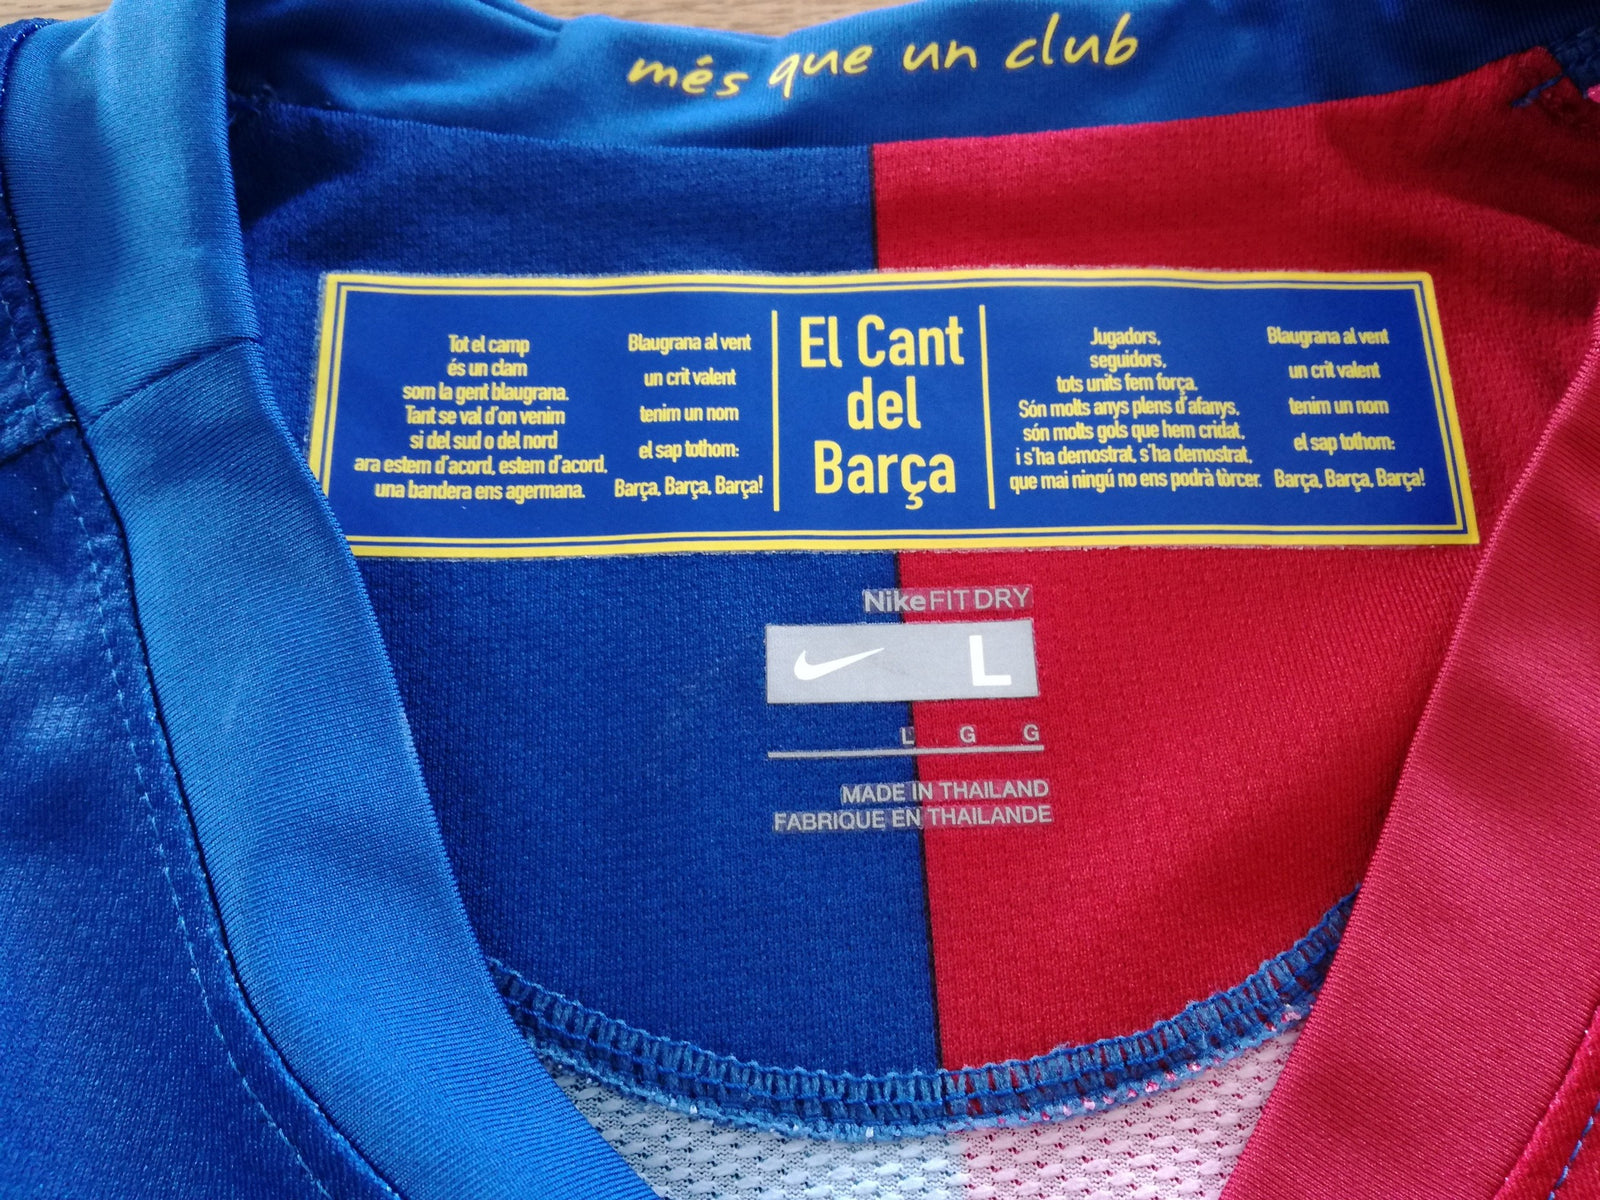 més que un club
Tot el camp
és un clam
som la gent blaugrana.
Tant se val d'on venim
si del sud o del nord
ara estem d'acord, estem d'acord,
una bandera ens agermana.
Blaugrana al vent
un crit valent
tenim un nom
el sap tothom:
Barça, Barça, Barça!
El Cant
del
Barça
Jugadors,
seguidors,
tots units fem força.
Són molts anys plens d'afanys,
són molts gols que hem cridat,
i s'ha demostrat, s'ha demostrat,
que mai ningú no ens podrà tòrcer.
Blaugrana al vent
un crit valent
tenim un nom
el sap tothom:
Barça, Barça, Barça!
Nike FIT DRY
L
L G G
MADE IN THAILAND
FABRIQUE EN THAILANDE